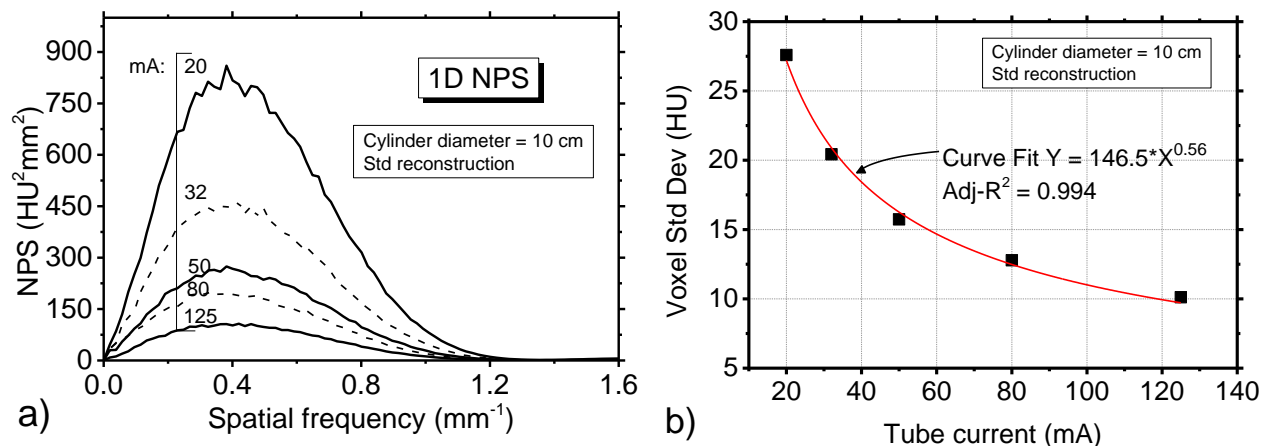 900
750
600
450
300
150
0
NPS (HU²mm²)
mA:
20
32
50
80
125
1D NPS
Cylinder diameter = 10 cm
Std reconstruction
0.0 0.4 0.8 1.2 1.6
Spatial frequency (mm⁻¹)
a)
30
25
20
15
10
5
Voxel Std Dev (HU)
Cylinder diameter = 10 cm
Std reconstruction
Curve Fit Y = 146.5*X⁰·⁵⁶
Adj-R² = 0.994
20 40 60 80 100 120 140
Tube current (mA)
b)